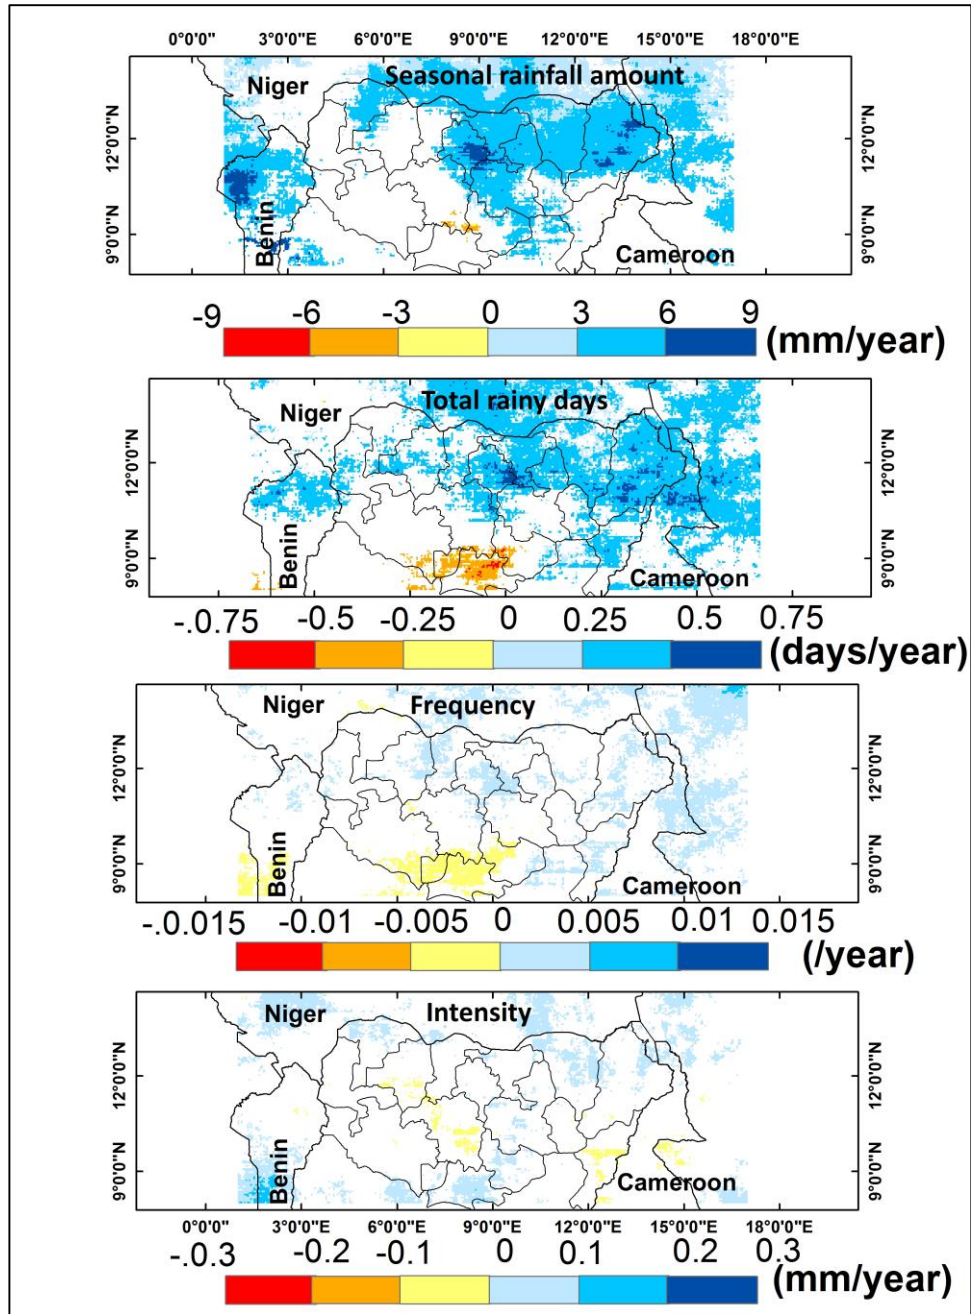 0°0'0" 3°0'0"E 6°0'0"E 9°0'0"E 12°0'0"E 15°0'0"E 18°0'0"E
Seasonal rainfall amount
Niger
12°0'0"N 12°0'0"N
9°0'0"N 9°0'0"N
Benin
Cameroon
-9 -6 -3 0 3 6 9
(mm/year)
Total rainy days
Niger
12°0'0"N 12°0'0"N
9°0'0"N 9°0'0"N
Benin
Cameroon
-.0.75 -0.5 -0.25 0 0.25 0.5 0.75
(days/year)
Niger Frequency
12°0'0"N 12°0'0"N
9°0'0"N 9°0'0"N
Benin
Cameroon
-.0.015 -0.01 -0.005 0 0.005 0.01 0.015
(/year)
Niger Intensity
12°0'0"N 12°0'0"N
9°0'0"N 9°0'0"N
Benin
Cameroon
0°0'0" 3°0'0"E 6°0'0"E 9°0'0"E 12°0'0"E 15°0'0"E 18°0'0"E
-.0.3 -0.2 -0.1 0 0.1 0.2 0.3
(mm/year)